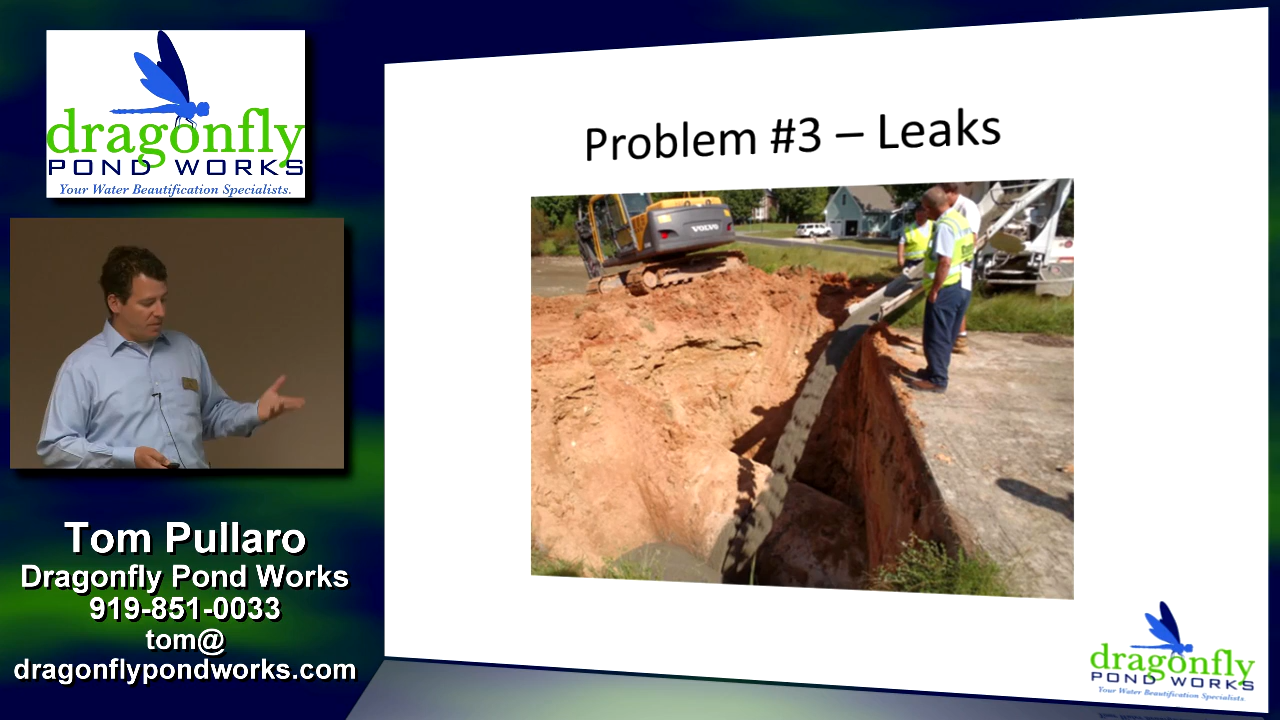 dragonfly
POND WORKS
Your Water Beautification Specialists.
Tom Pullaro
Dragonfly Pond Works
919-851-0033
tom@
dragonflypondworks.com
Problem #3 – Leaks
VOLVO
dragonfly
POND WORKS
Your Water Beautification Specialists.